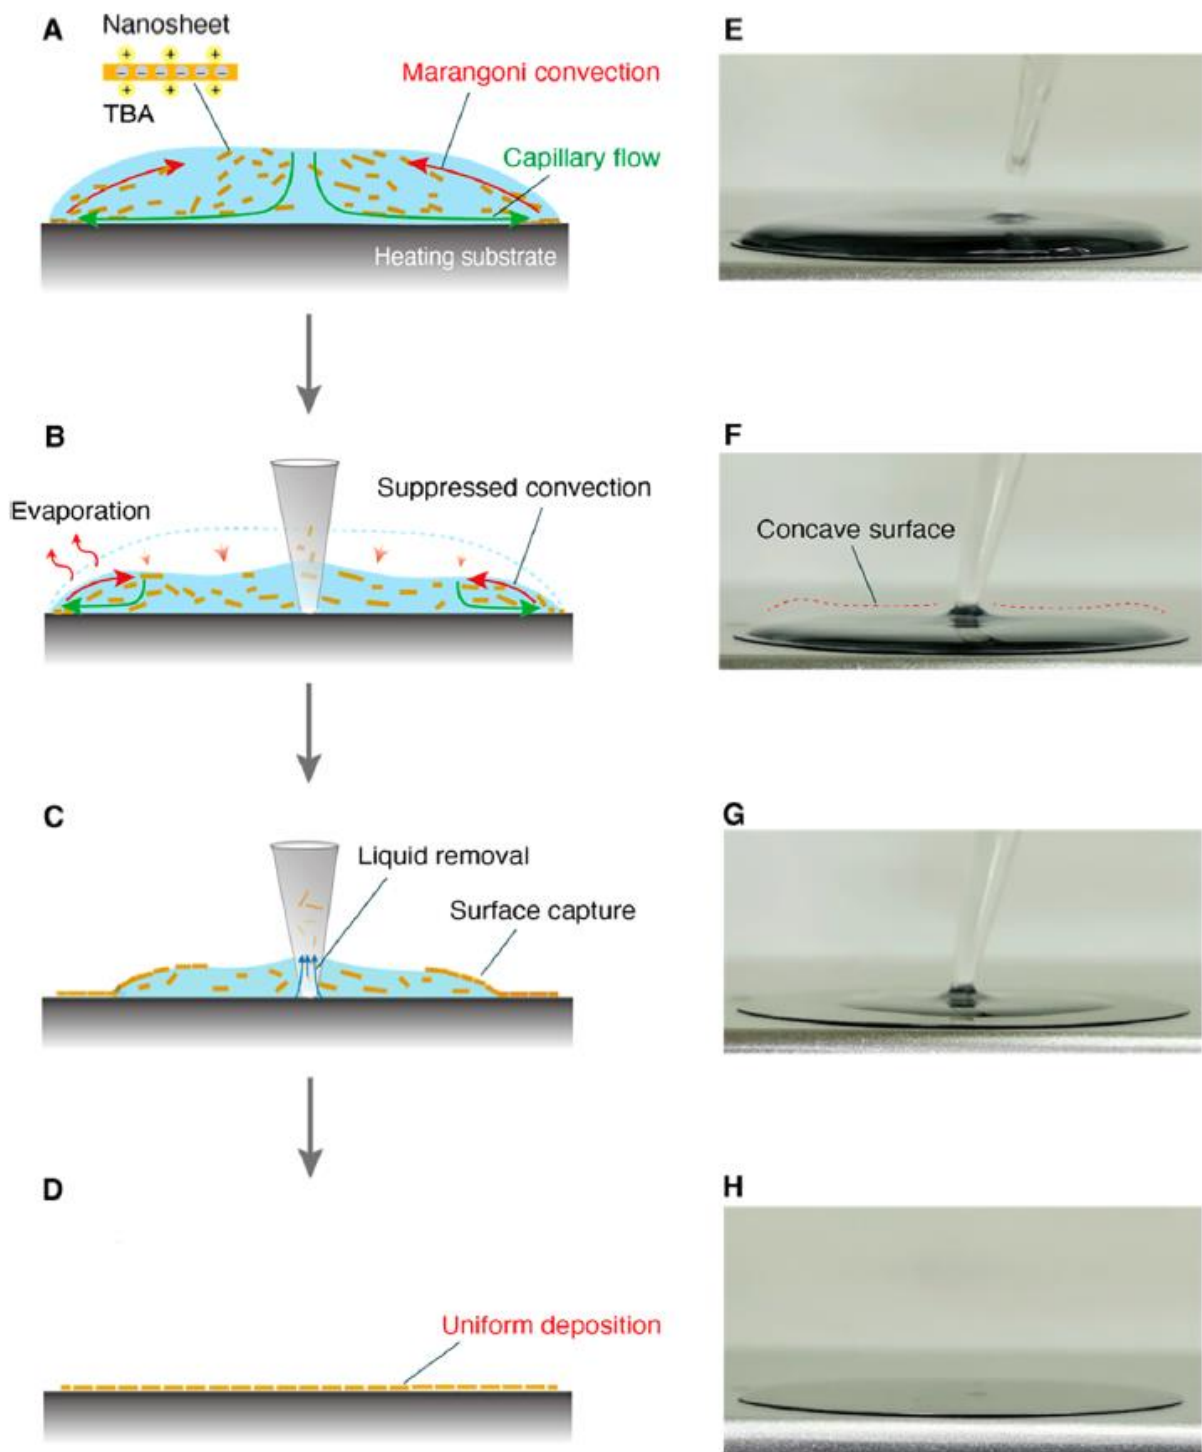 A
Nanosheet
+ + +
− − − − − −
+ + +
TBA
Marangoni convection
Capillary flow
Heating substrate
E
B
Evaporation
Suppressed convection
F
Concave surface
C
Liquid removal
Surface capture
G
D
Uniform deposition
H